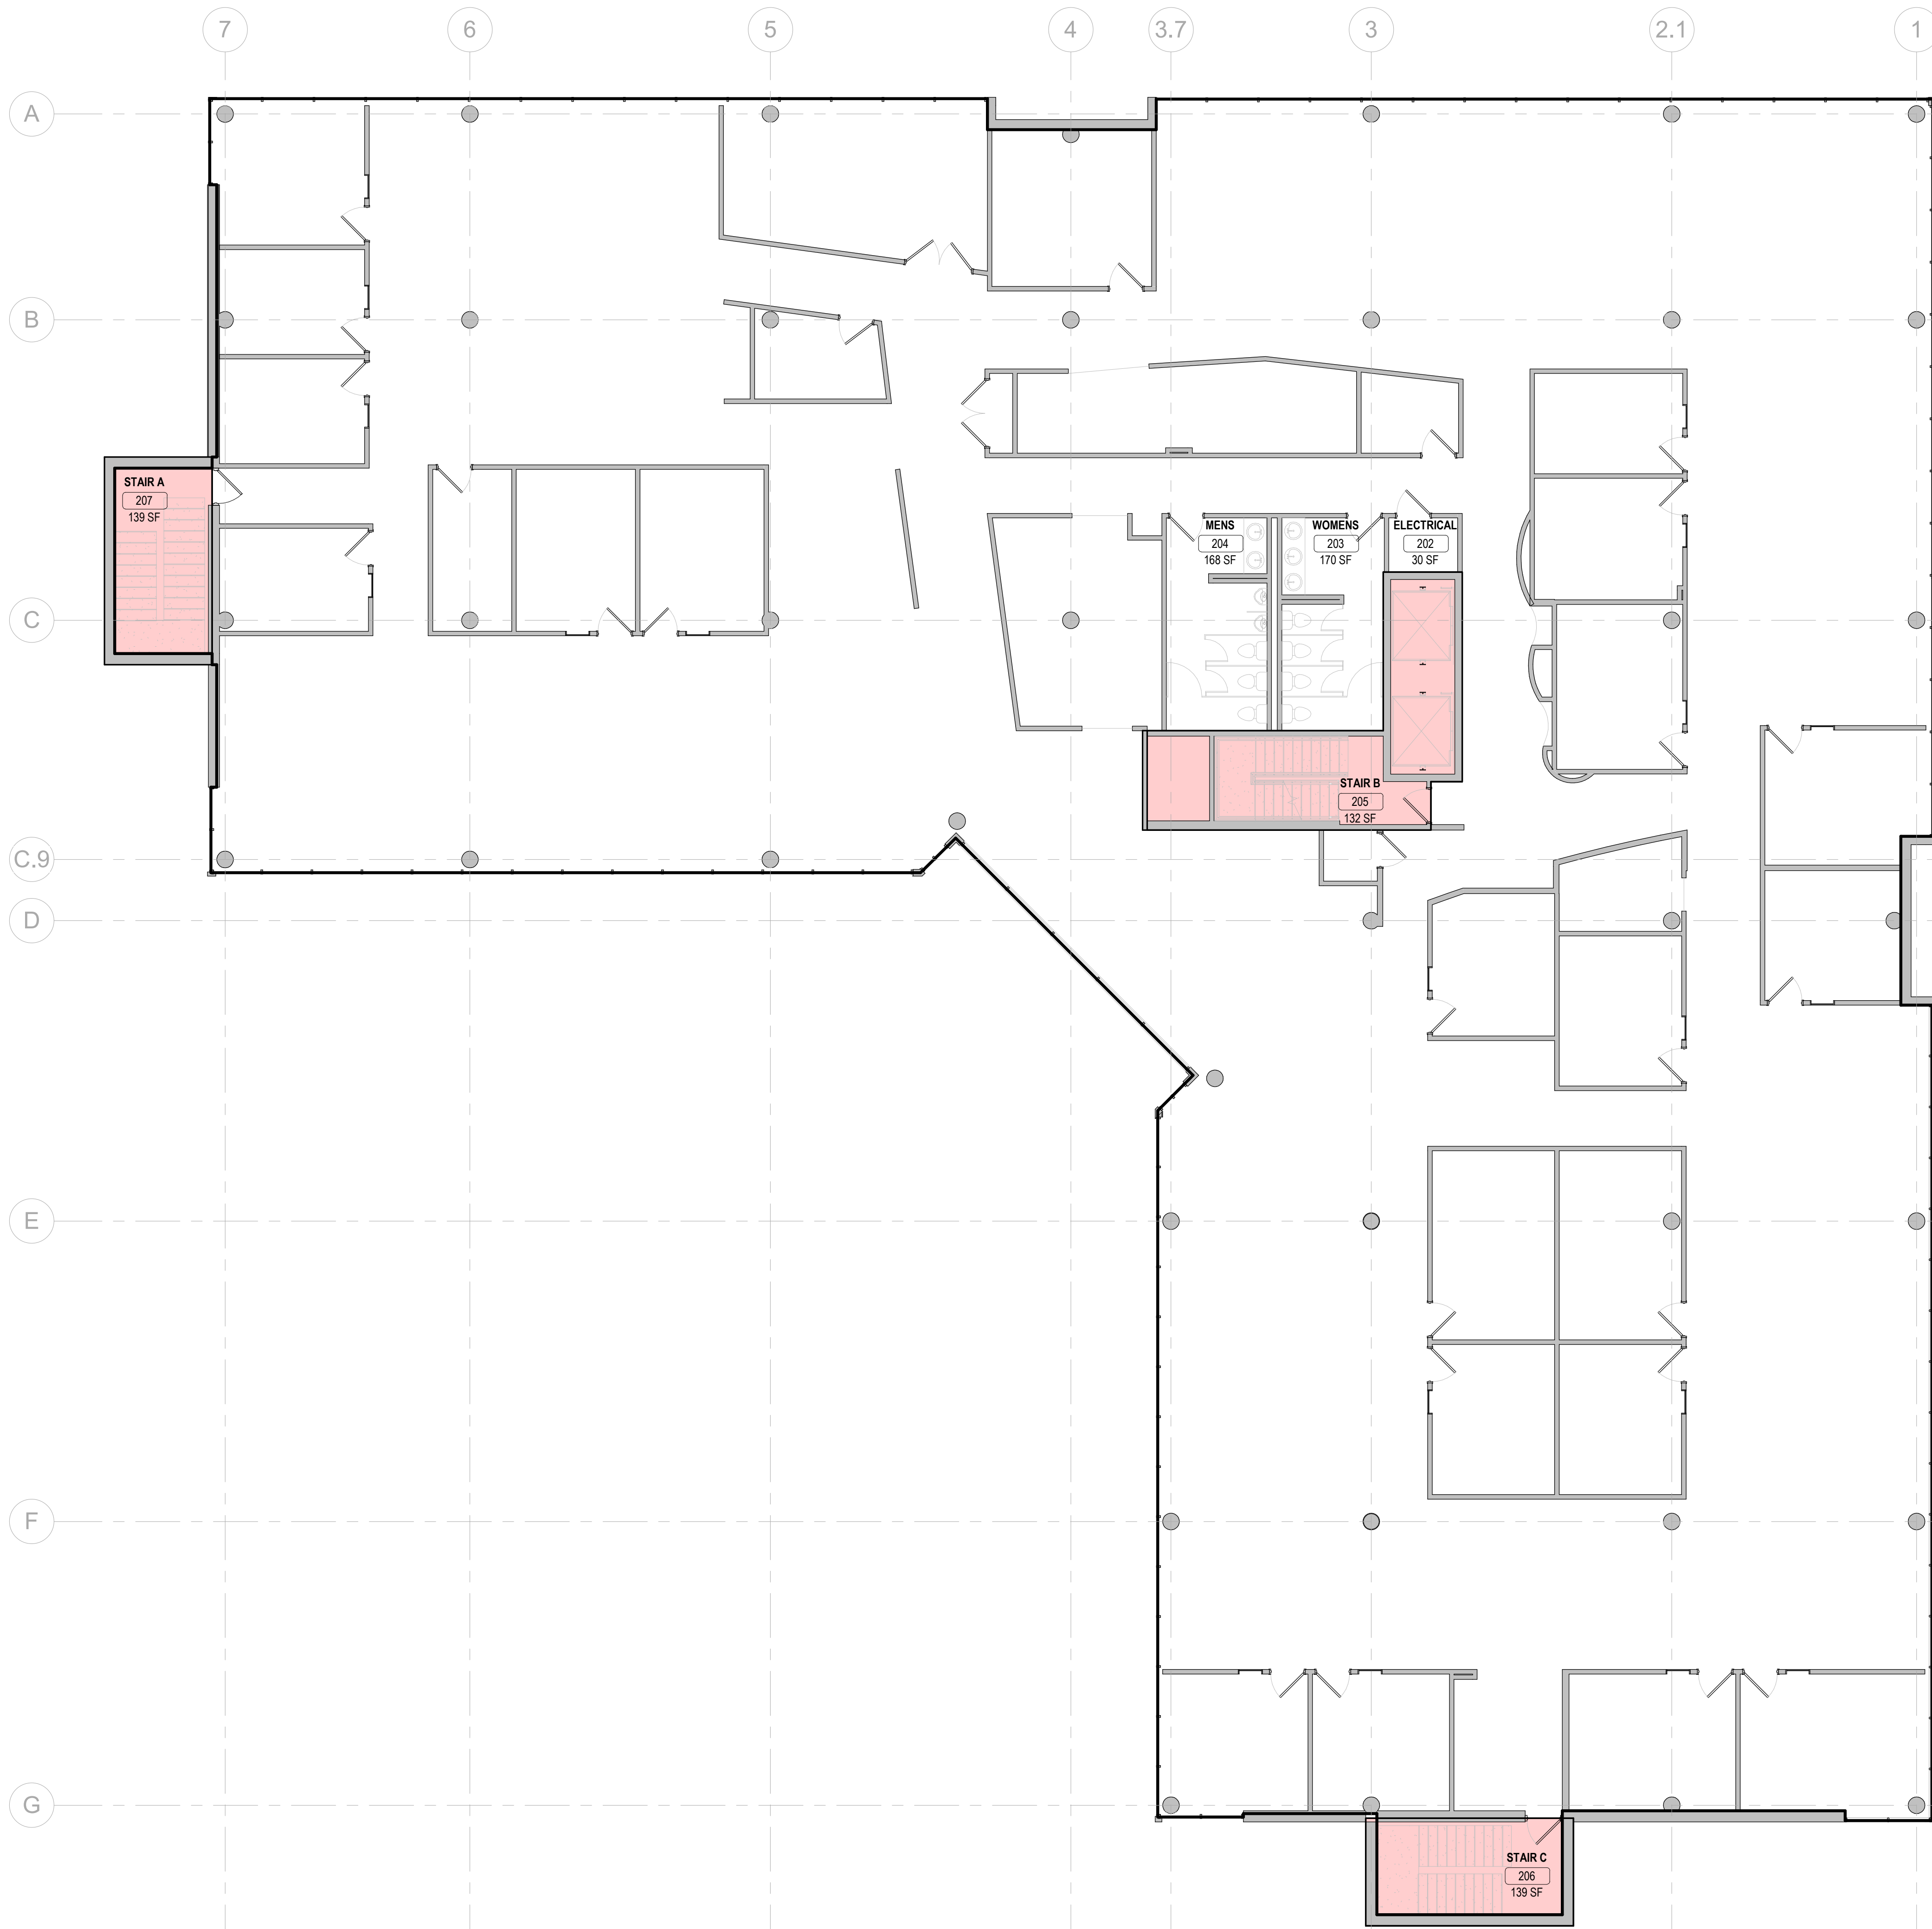 7 6 5 4 3.7 3 2.1 1
A
B
STAIR A
207
139 SF
MENS
204
168 SF
WOMENS
203
170 SF
ELECTRICAL
202
30 SF
C
STAIR B
205
132 SF
C.9
D
E
F
G
STAIR C
206
139 SF